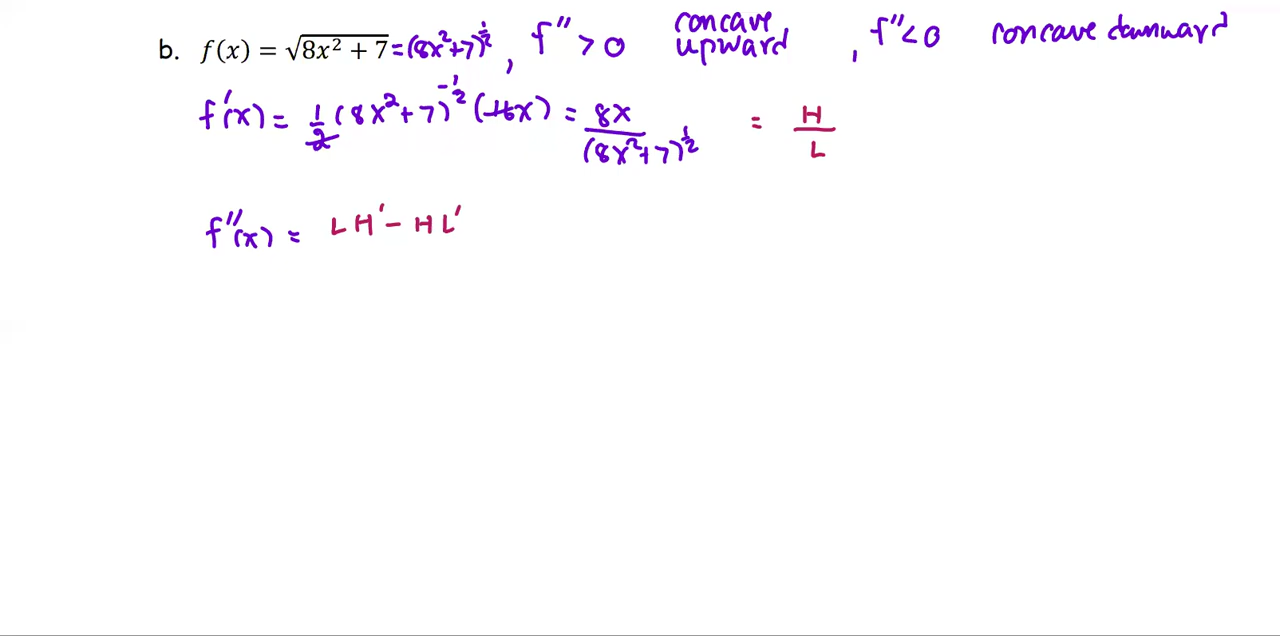 b. f(x) = √8x² + 7 = (8x²+7)^½ , f″ > 0 concave upward , f″ < 0 concave downward
f′(x) = ½ (8x²+7)^-½ (16x) = 8x / (8x²+7)^½ = H / L
f″(x) = LH′ − HL′